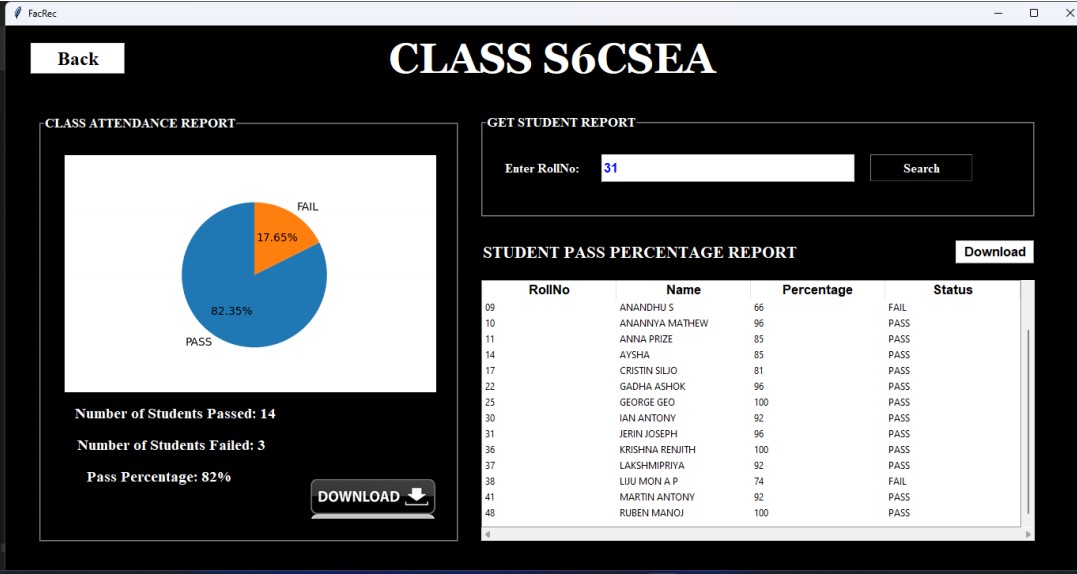 FacRec
Back
CLASS S6CSEA
CLASS ATTENDANCE REPORT
FAIL
17.65%
82.35%
PASS
Number of Students Passed: 14
Number of Students Failed: 3
Pass Percentage: 82%
DOWNLOAD
GET STUDENT REPORT
Enter RollNo: 31 Search
STUDENT PASS PERCENTAGE REPORT Download
RollNo Name Percentage Status
09 ANANDHU S 66 FAIL
10 ANANNYA MATHEW 96 PASS
11 ANNA PRIZE 85 PASS
14 AYSHA 85 PASS
17 CRISTIN SILJO 81 PASS
22 GADHA ASHOK 96 PASS
25 GEORGE GEO 100 PASS
30 IAN ANTONY 92 PASS
31 JERIN JOSEPH 96 PASS
36 KRISHNA RENJITH 100 PASS
37 LAKSHMIPRIYA 92 PASS
38 LIJU MON A P 74 FAIL
41 MARTIN ANTONY 92 PASS
48 RUBEN MANOJ 100 PASS